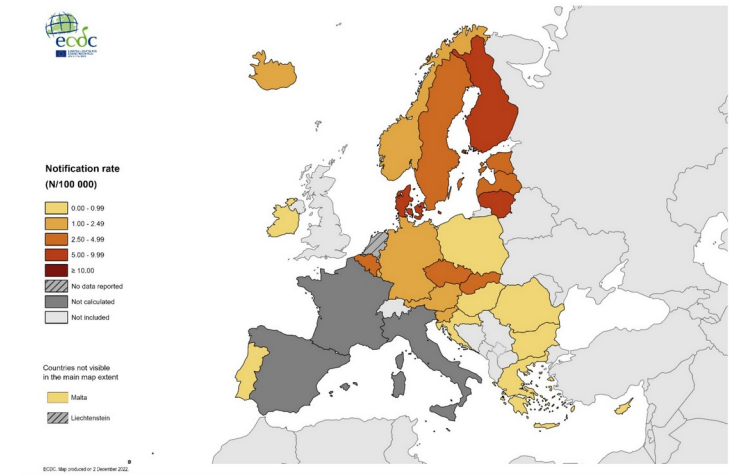 ecdc
Notification rate
(N/100 000)
0.00 - 0.99
1.00 - 2.49
2.50 - 4.99
5.00 - 9.99
≥ 10.00
No data reported
Not calculated
Not included
Countries not visible
in the main map extent
Malta
Liechtenstein
ECDC. Map produced on 2 December 2022.